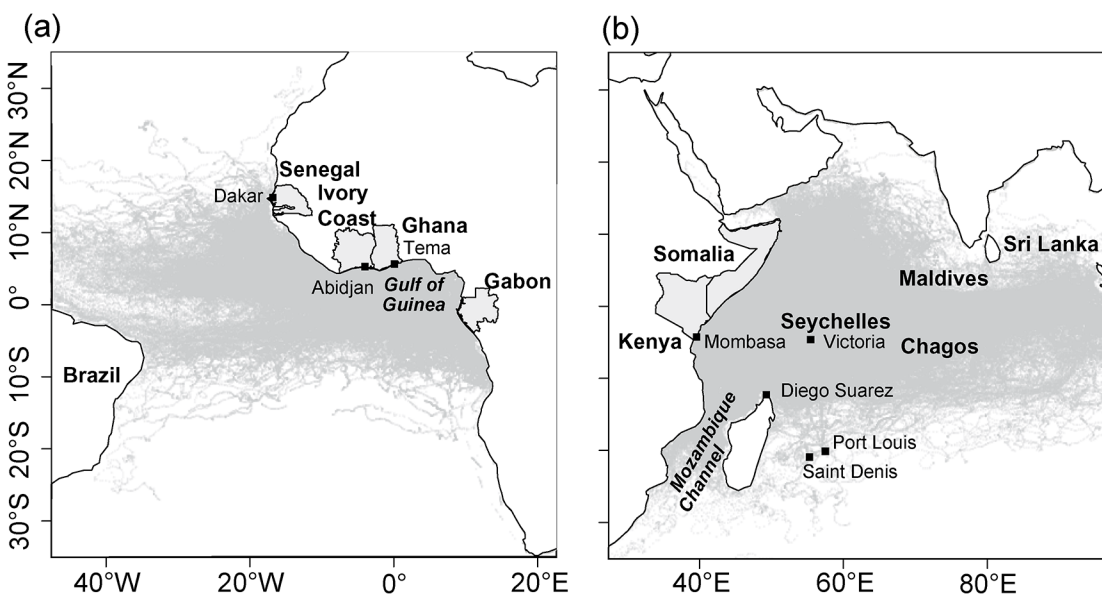 (a)
30°N
20°N
10°N
0°
10°S
20°S
30°S
Senegal
Dakar
Ivory
Coast
Ghana
Tema
Abidjan
Gulf of
Guinea
Gabon
Brazil
40°W
20°W
0°
20°E
(b)
Somalia
Sri Lanka
Maldives
Seychelles
Kenya
Mombasa
Victoria
Chagos
Diego Suarez
Mozambique
Channel
Port Louis
Saint Denis
40°E
60°E
80°E